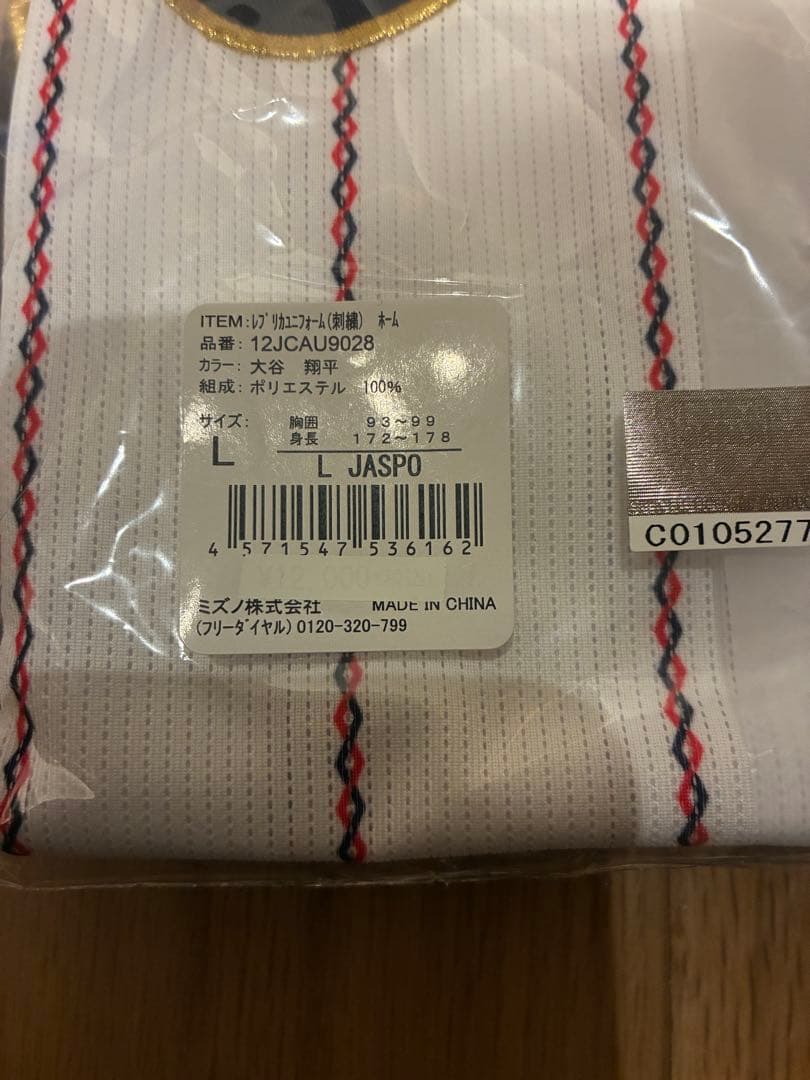 ITEM:ﾚﾌﾟﾘｶﾕﾆﾌｫｰﾑ(刺繍) ﾎｰﾑ
品番: 12JCAU9028
カラー: 大谷 翔平
組成: ポリエステル 100%
サイズ: 胸囲 93~99
身長 172~178
L
L JASPO
4 571547 536162
ミズノ株式会社 MADE IN CHINA
(フリーダイヤル) 0120-320-799
C0105277